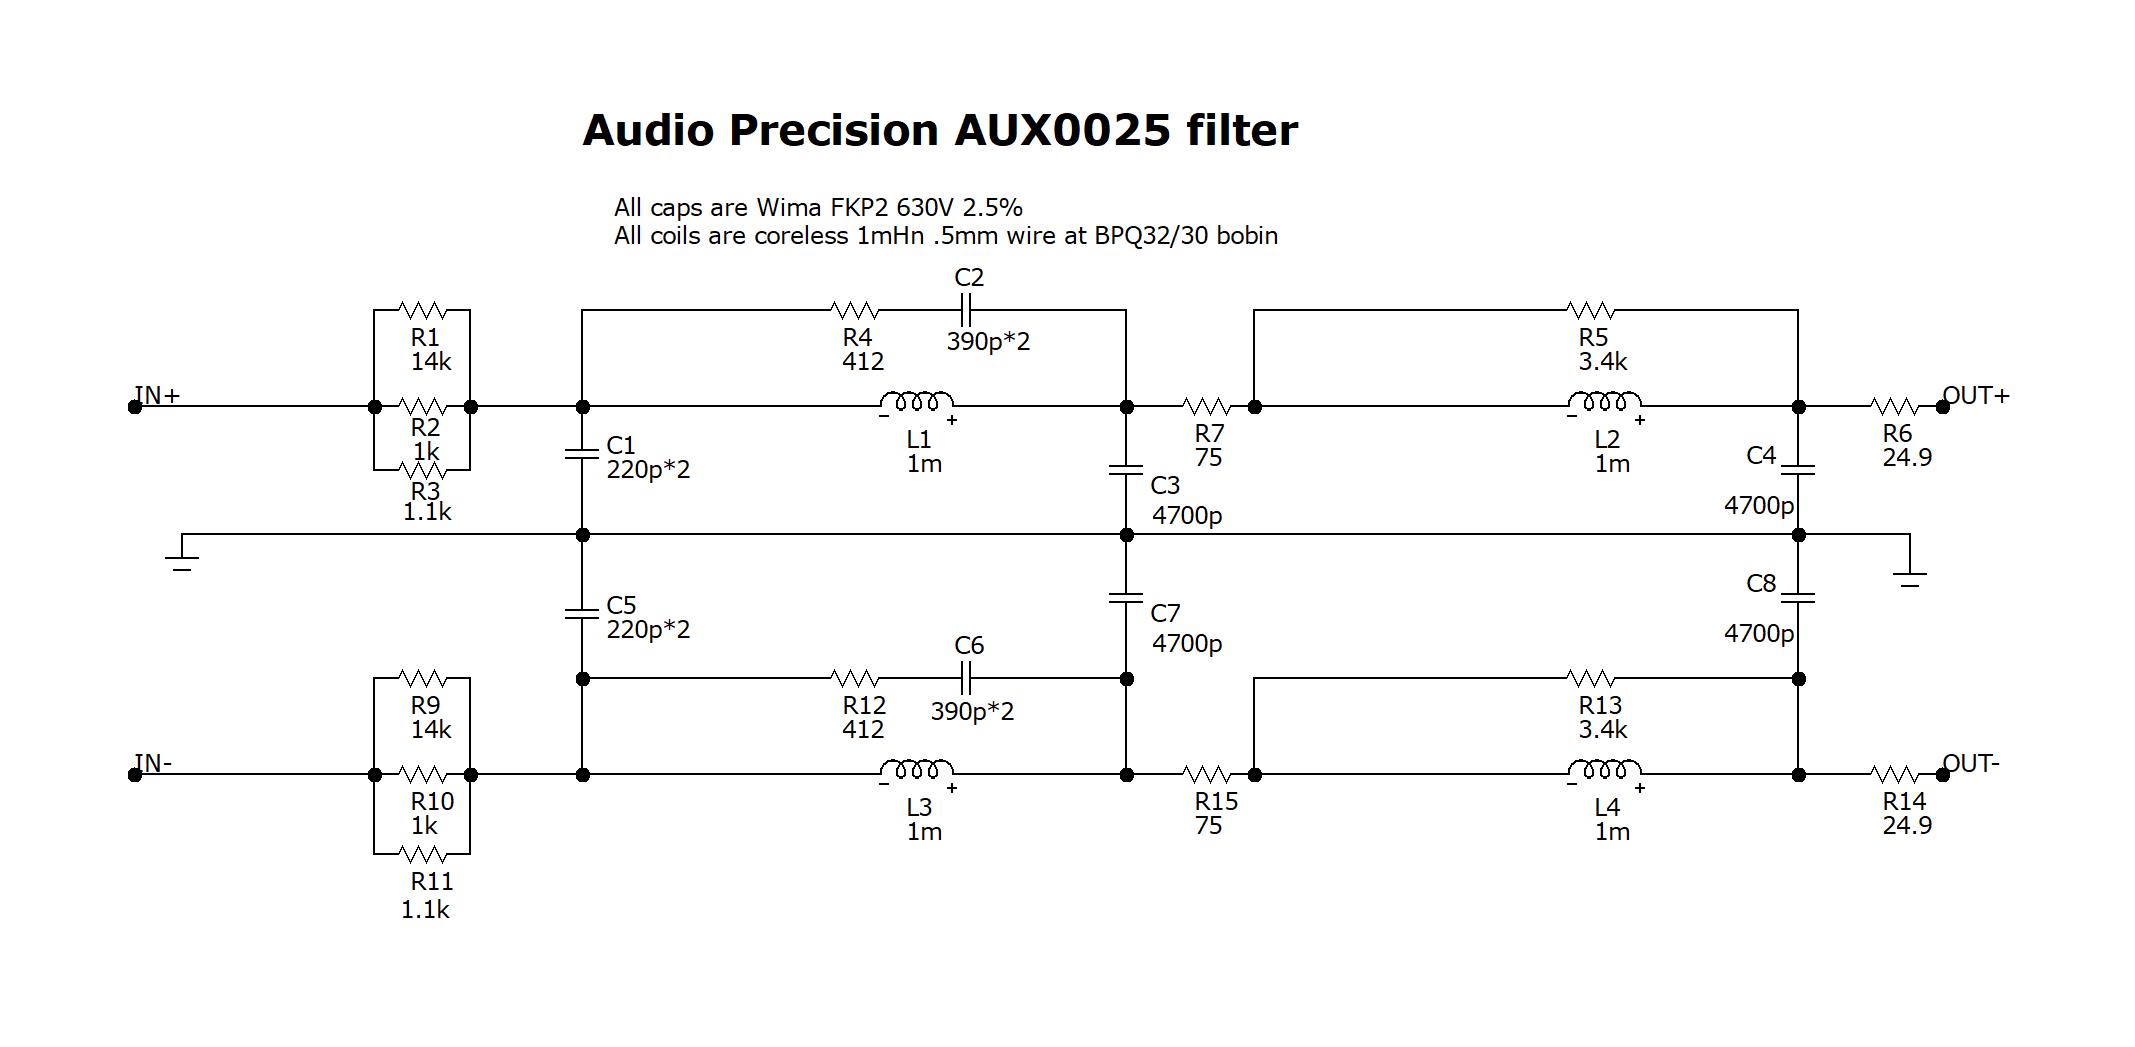 Audio Precision AUX0025 filter
All caps are Wima FKP2 630V 2.5%
All coils are coreless 1mHn .5mm wire at BPQ32/30 bobin
C2
390p*2
R1
14k
R4
412
R5
3.4k
IN+
OUT+
R2
1k
R3
1.1k
C1
220p*2
L1
1m
R7
75
L2
1m
R6
24.9
C3
4700p
C4
4700p
C5
220p*2
C7
4700p
C8
4700p
C6
390p*2
R9
14k
R12
412
R13
3.4k
IN-
OUT-
R10
1k
R11
1.1k
L3
1m
R15
75
L4
1m
R14
24.9